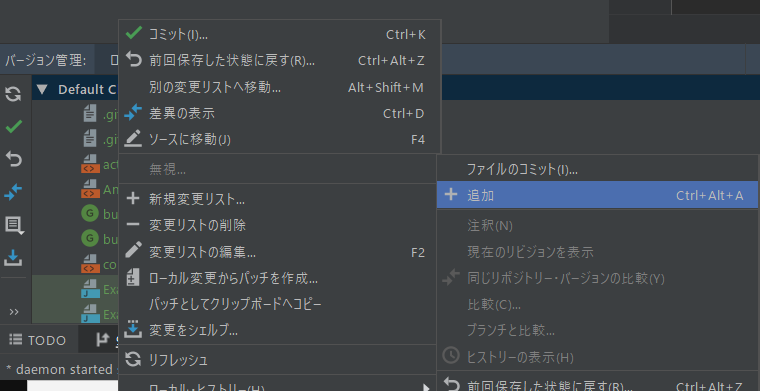 コミット(I)... Ctrl+K
前回保存した状態に戻す(R)... Ctrl+Alt+Z
別の変更リストへ移動... Alt+Shift+M
差異の表示 Ctrl+D
ソースに移動(J) F4
無視...
新規変更リスト...
変更リストの削除
変更リストの編集... F2
ローカル変更からパッチを作成...
パッチとしてクリップボードへコピー
変更をシェルブ...
リフレッシュ
ローカル・ヒストリー(H)
ファイルのコミット(I)...
追加 Ctrl+Alt+A
注釈(N)
現在のリビジョンを表示
同じリポジトリー・バージョンの比較(Y)
比較(C)...
ブランチと比較...
ヒストリーの表示(H)
前回保存した状態に戻す(R)... Ctrl+Alt+Z
バージョン管理:
Default C
.gi
.gi
act
An
bu
bu
co
Exa
Exa
TODO
* daemon started